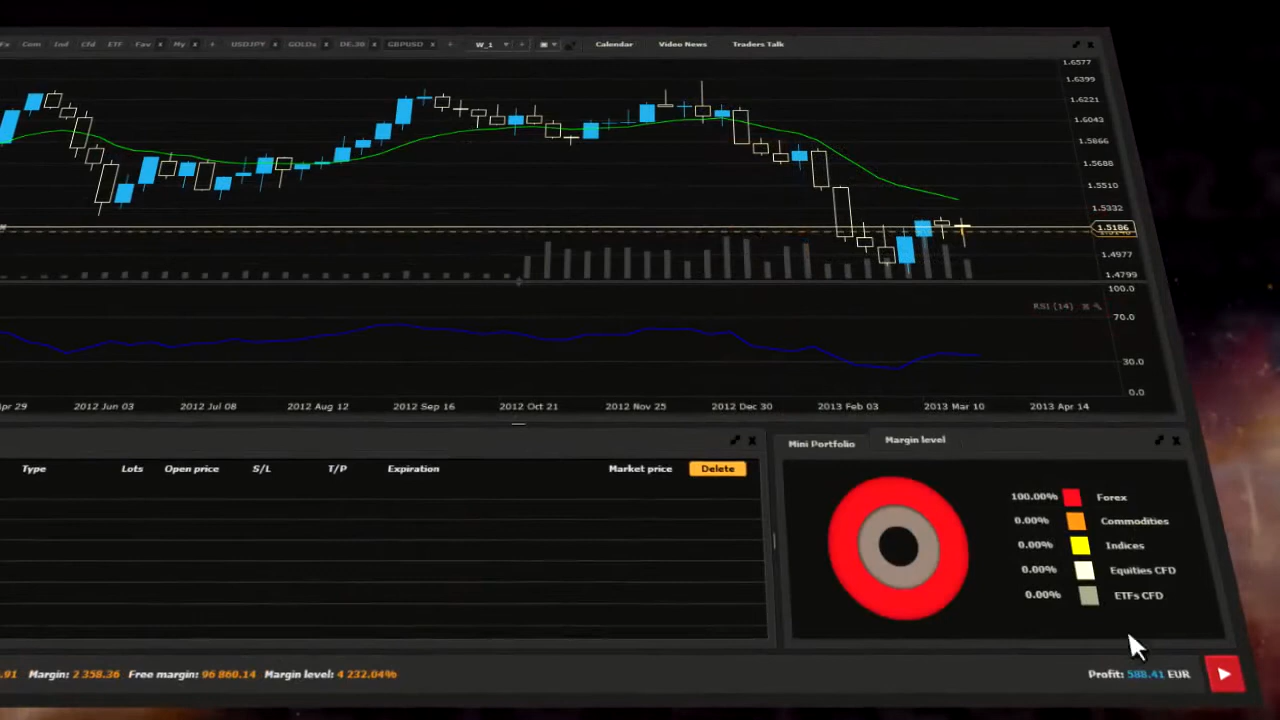 Fx Com Ind Cfd ETF Fav x My x + USDJPY x GOLDs x DE.30 x GBPUSD x + W_1 + Calendar Video News Traders Talk
1.6577
1.6399
1.6221
1.6043
1.5866
1.5688
1.5510
1.5332
1.5186
1.4977
1.4799
100.0
RSI (14)
70.0
30.0
0.0
Apr 29 2012 Jun 03 2012 Jul 08 2012 Aug 12 2012 Sep 16 2012 Oct 21 2012 Nov 25 2012 Dec 30 2013 Feb 03 2013 Mar 10 2013 Apr 14
Mini Portfolio Margin level
Type Lots Open price S/L T/P Expiration Market price Delete
100.00% Forex
0.00% Commodities
0.00% Indices
0.00% Equities CFD
0.00% ETFs CFD
.91 Margin: 2 358.36 Free margin: 96 860.14 Margin level: 4 232.04% Profit: 588.41 EUR